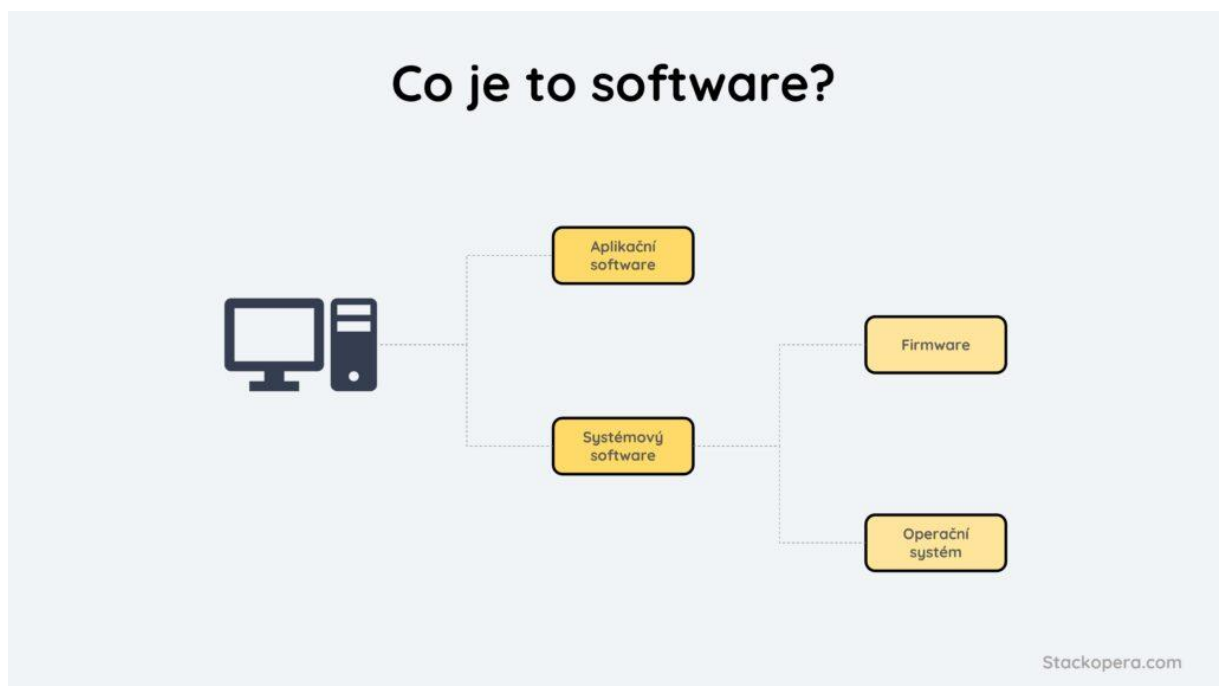 Co je to software?
Aplikační
software
Firmware
Systémový
software
Operační
systém
Stackopera.com